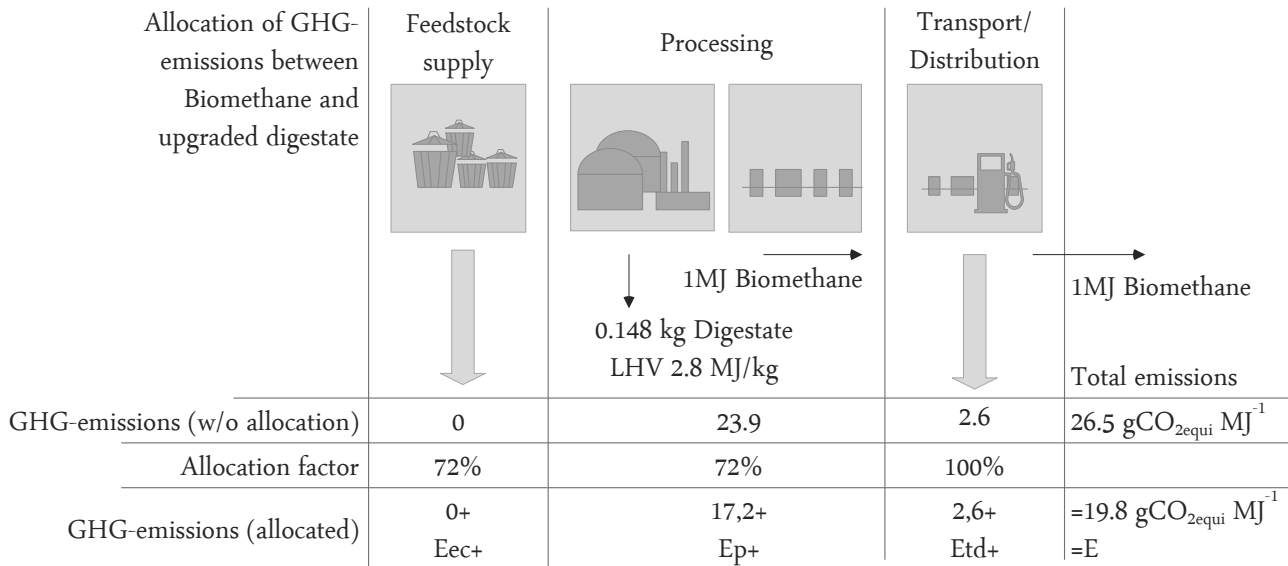 Allocation of GHG-
emissions between
Biomethane and
upgraded digestate
Feedstock
supply
Processing
Transport/
Distribution
1MJ Biomethane
0.148 kg Digestate
LHV 2.8 MJ/kg
1MJ Biomethane
Total emissions
GHG-emissions (w/o allocation) 0 23.9 2.6 26.5 gCO₂equi MJ⁻¹
Allocation factor 72% 72% 100%
GHG-emissions (allocated) 0+ 17,2+ 2,6+ =19.8 gCO₂equi MJ⁻¹
Eec+ Ep+ Etd+ =E